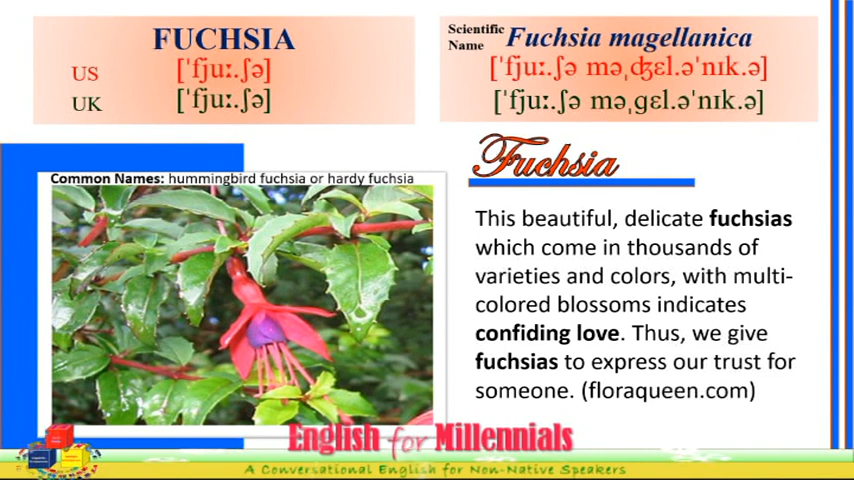 FUCHSIA
US [ˈfjuː.ʃə]
UK [ˈfjuː.ʃə]
Scientific Name Fuchsia magellanica
[ˈfjuː.ʃə məˌʤɛl.əˈnɪk.ə]
[ˈfjuː.ʃə məˌɡɛl.əˈnɪk.ə]
Fuchsia
Common Names: hummingbird fuchsia or hardy fuchsia
This beautiful, delicate fuchsias
which come in thousands of
varieties and colors, with multi-
colored blossoms indicates
confiding love. Thus, we give
fuchsias to express our trust for
someone. (floraqueen.com)
English for Millennials
A Conversational English for Non-Native Speakers